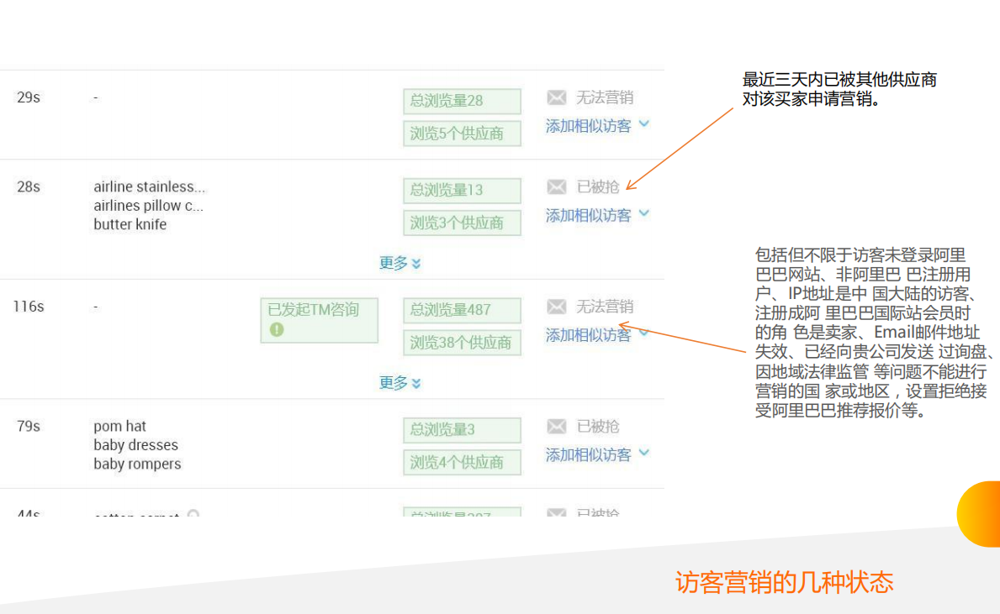 29s
-
总浏览量28
浏览5个供应商
无法营销
添加相似访客
最近三天内已被其他供应商
对该买家申请营销。
28s
airline stainless...
airlines pillow c...
butter knife
总浏览量13
浏览3个供应商
已被抢
添加相似访客
更多
116s
-
已发起TM咨询
总浏览量487
浏览38个供应商
无法营销
添加相似访客
更多
包括但不限于访客未登录阿里
巴巴网站、非阿里巴 巴注册用
户、IP地址是中 国大陆的访客、
注册成阿 里巴巴国际站会员时
的角 色是卖家、Email邮件地址
失效、已经向贵公司发送 过询盘、
因地域法律监管 等问题不能进行
营销的国 家或地区，设置拒绝接
受阿里巴巴推荐报价等。
79s
pom hat
baby dresses
baby rompers
总浏览量3
浏览4个供应商
已被抢
添加相似访客
44s
已被抢
访客营销的几种状态